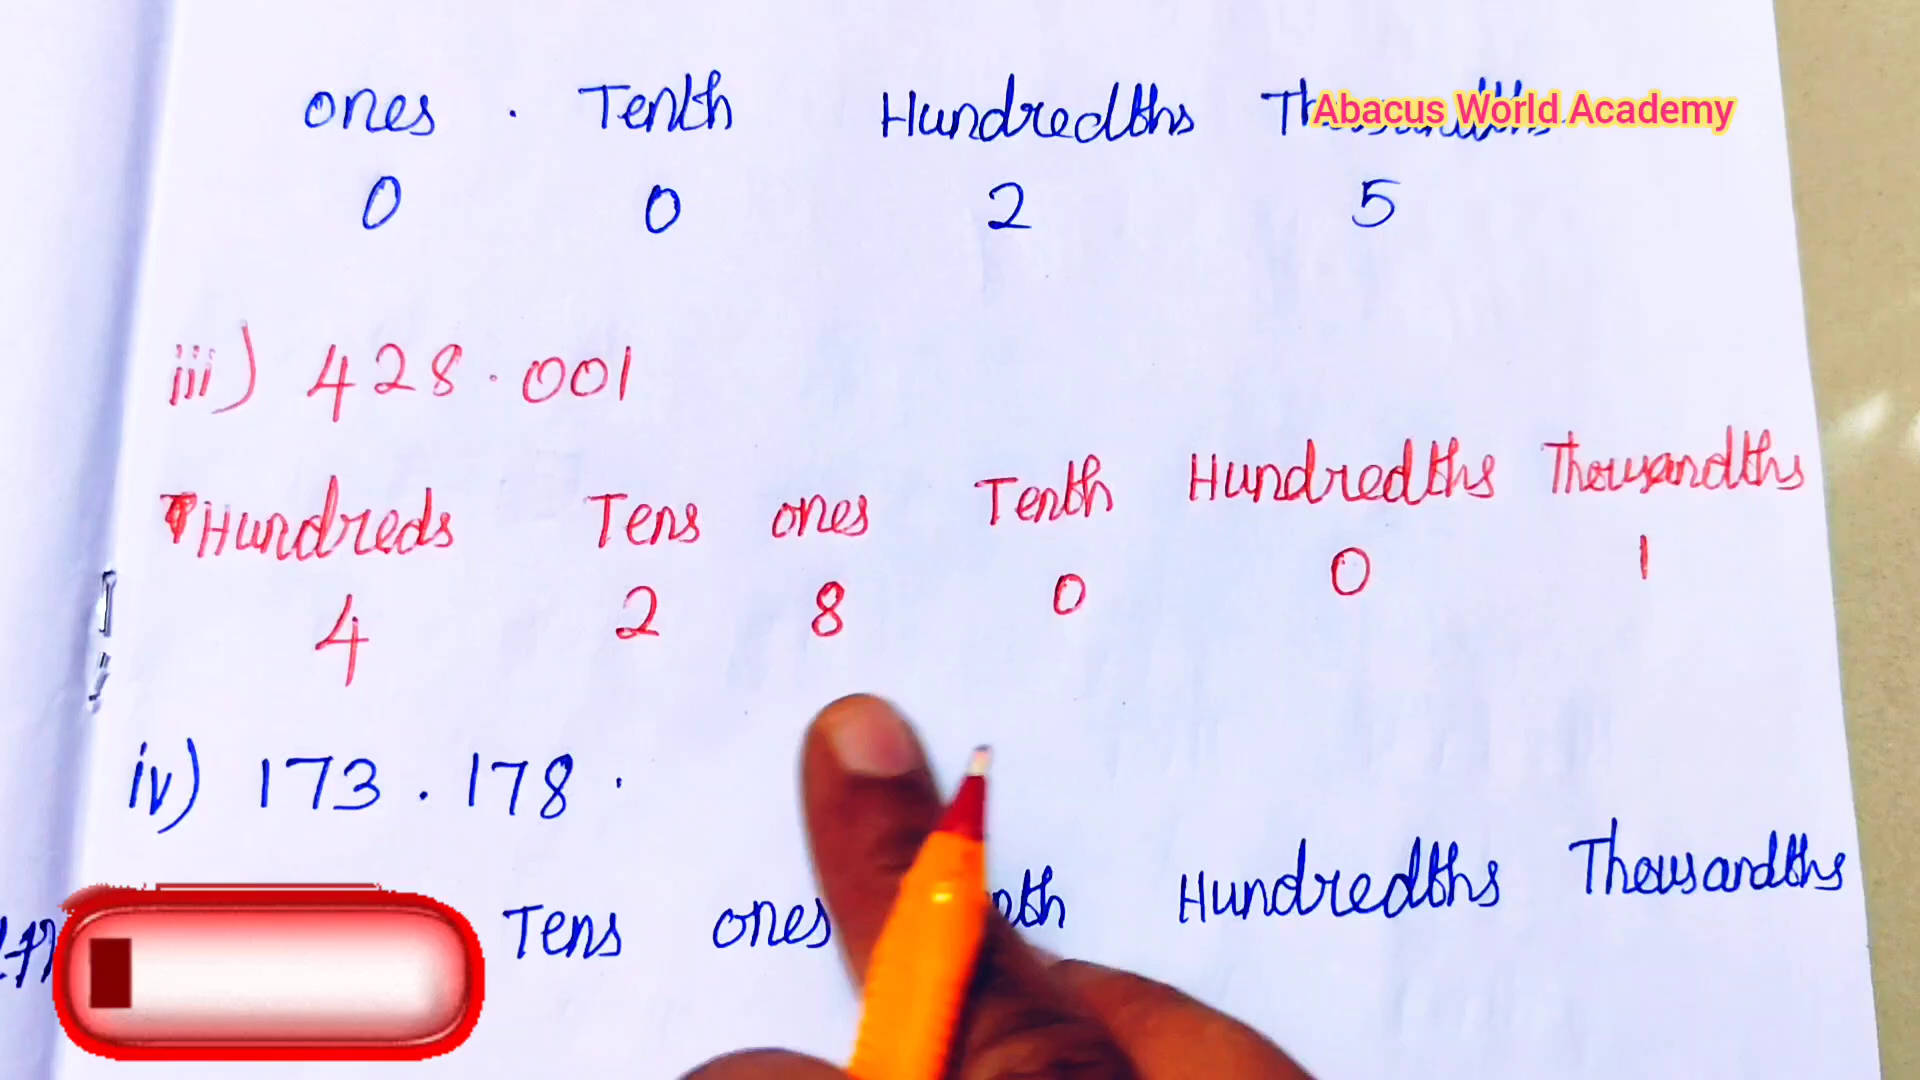 ones . Tenth Hundredths
Abacus World Academy
0 0 2 5
iii) 428.001
Hundreds Tens ones Tenth Hundredths Thousandths
4 2 8 0 0 1
iv) 173.178.
Tens ones Hundredths Thousandths